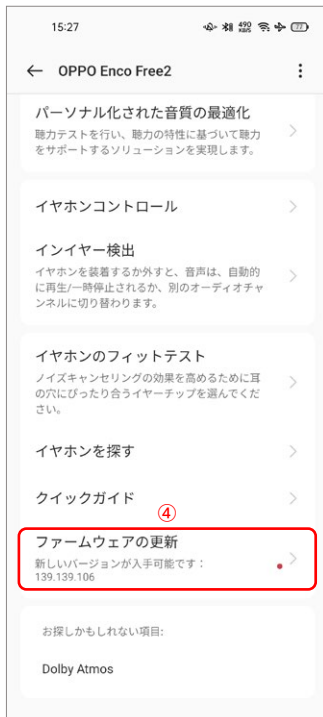 15:27
490
KB/S
77
OPPO Enco Free2
パーソナル化された音質の最適化
聴力テストを行い、聴力の特性に基づいて聴力
をサポートするソリューションを実現します。
イヤホンコントロール
インイヤー検出
イヤホンを装着するか外すと、音声は、自動的
に再生/一時停止されるか、別のオーディオチャ
ンネルに切り替わります。
イヤホンのフィットテスト
ノイズキャンセリングの効果を高めるために耳
の穴にぴったり合うイヤーチップを選んでくだ
さい。
イヤホンを探す
クイックガイド
④
ファームウェアの更新
新しいバージョンが入手可能です：
139.139.106
お探しかもしれない項目:
Dolby Atmos